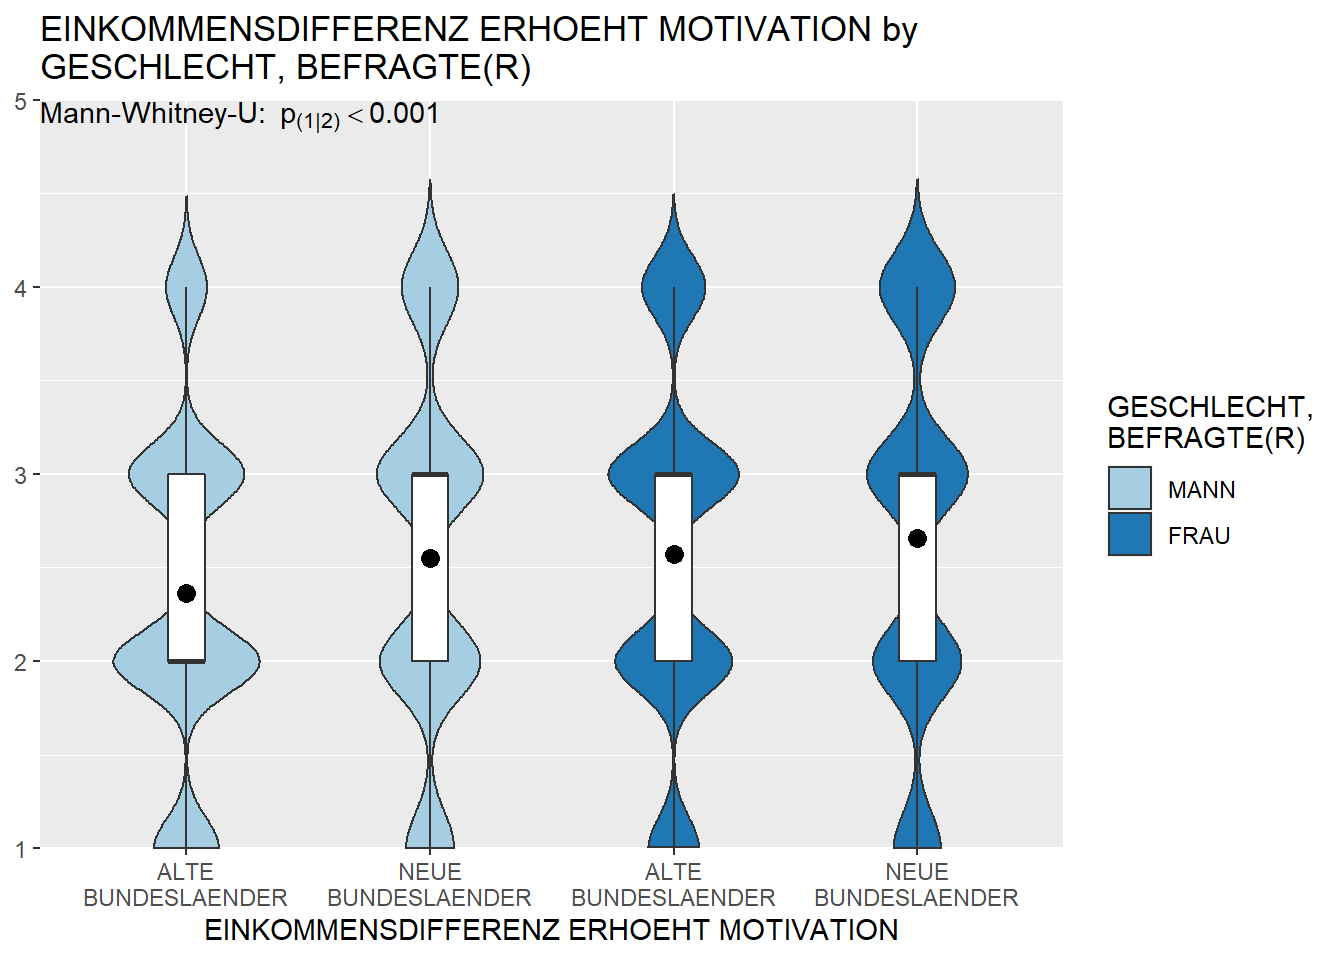 EINKOMMENSDIFFERENZ ERHOEHT MOTIVATION by
GESCHLECHT, BEFRAGTE(R)
Mann-Whitney-U: p(1|2) < 0.001
5
4
3
2
1
ALTE
BUNDESLAENDER
NEUE
BUNDESLAENDER
ALTE
BUNDESLAENDER
NEUE
BUNDESLAENDER
EINKOMMENSDIFFERENZ ERHOEHT MOTIVATION
GESCHLECHT,
BEFRAGTE(R)
MANN
FRAU